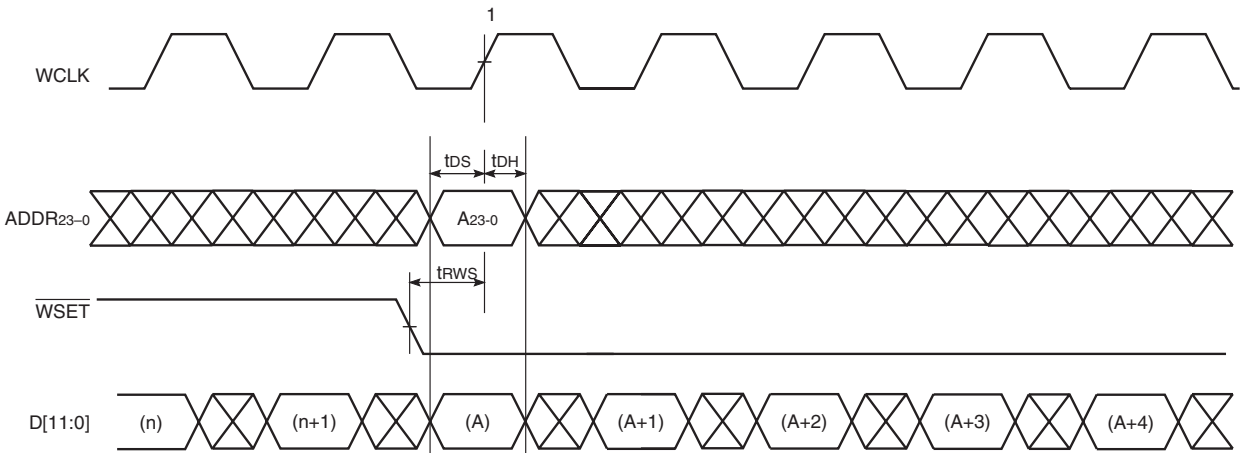 1
WCLK
tDS tDH
ADDR23–0 A23-0
tRWS
WSET
D[11:0] (n) (n+1) (A) (A+1) (A+2) (A+3) (A+4)